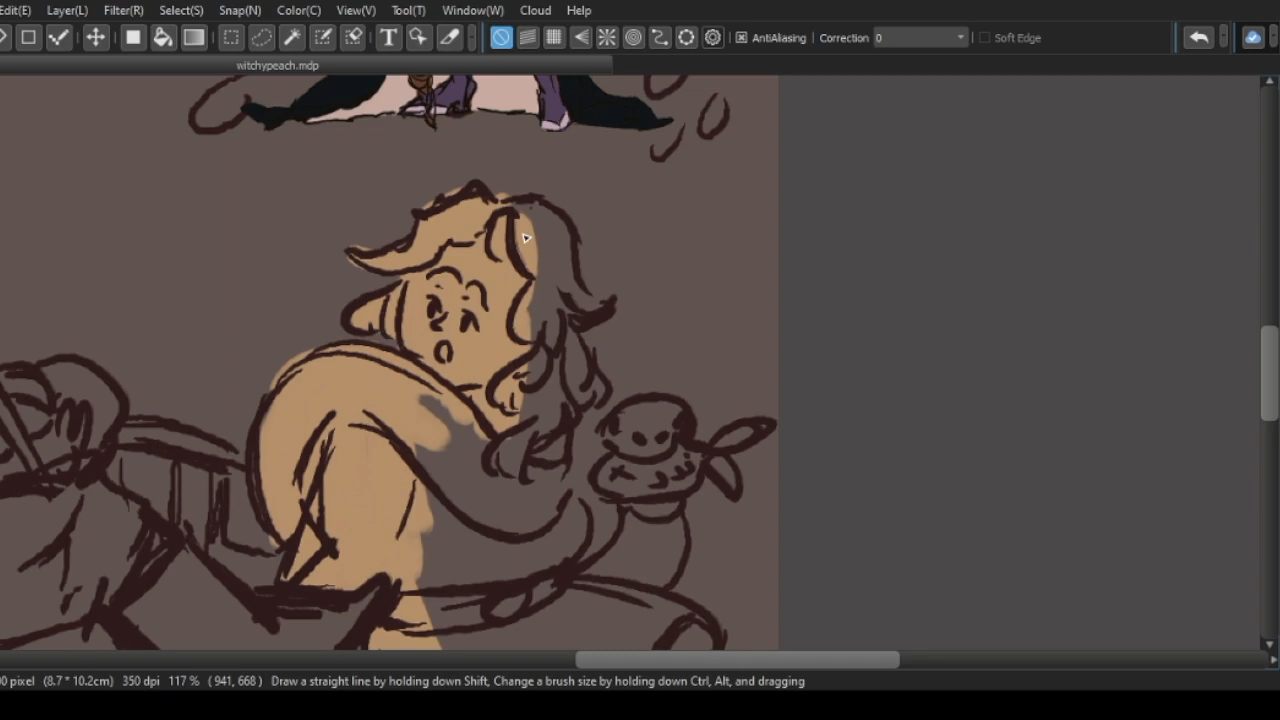 Edit(E) Layer(L) Filter(R) Select(S) Snap(N) Color(C) View(V) Tool(T) Window(W) Cloud Help
T AntiAliasing Correction 0 Soft Edge
witchypeach.mdp
0 pixel (8.7 * 10.2cm) 350 dpi 117 % ( 941, 668 ) Draw a straight line by holding down Shift, Change a brush size by holding down Ctrl, Alt, and dragging